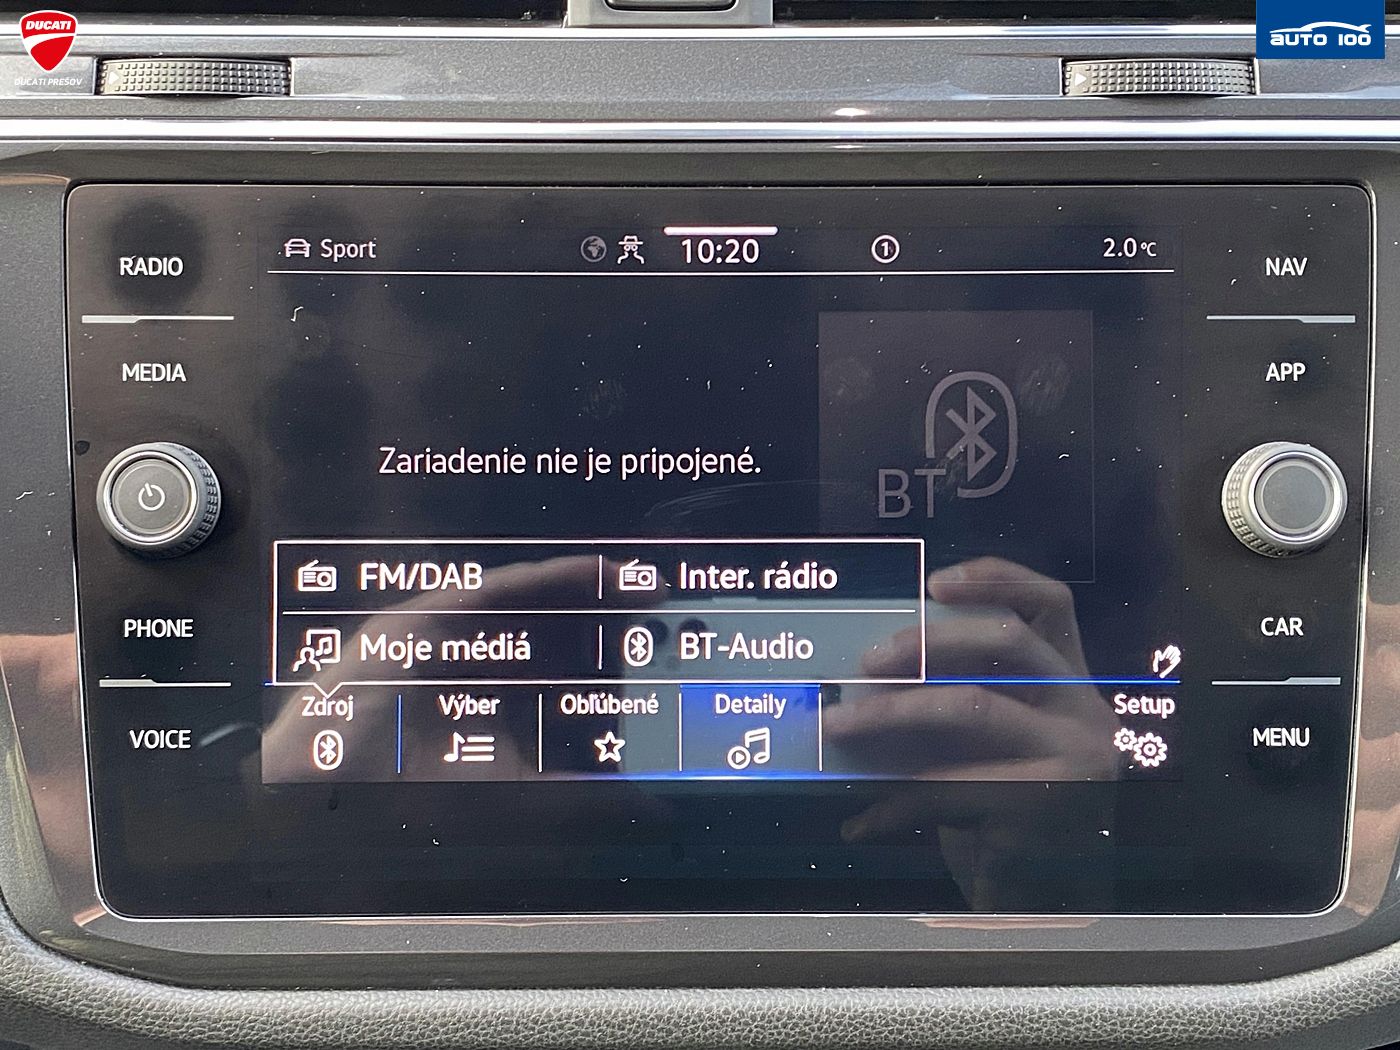 DUCATI
DUCATI PREŠOV
AUTO 100
RADIO
MEDIA
PHONE
VOICE
Sport
10:20
1
2.0 °C
Zariadenie nie je pripojené.
BT
FM/DAB
Inter. rádio
Moje médiá
BT-Audio
Zdroj
Výber
Obľúbené
Detaily
Setup
NAV
APP
CAR
MENU